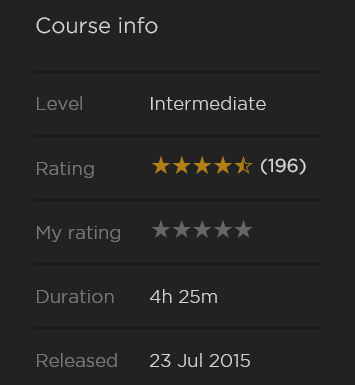 Course info
Level Intermediate
Rating (196)
My rating
Duration 4h 25m
Released 23 Jul 2015